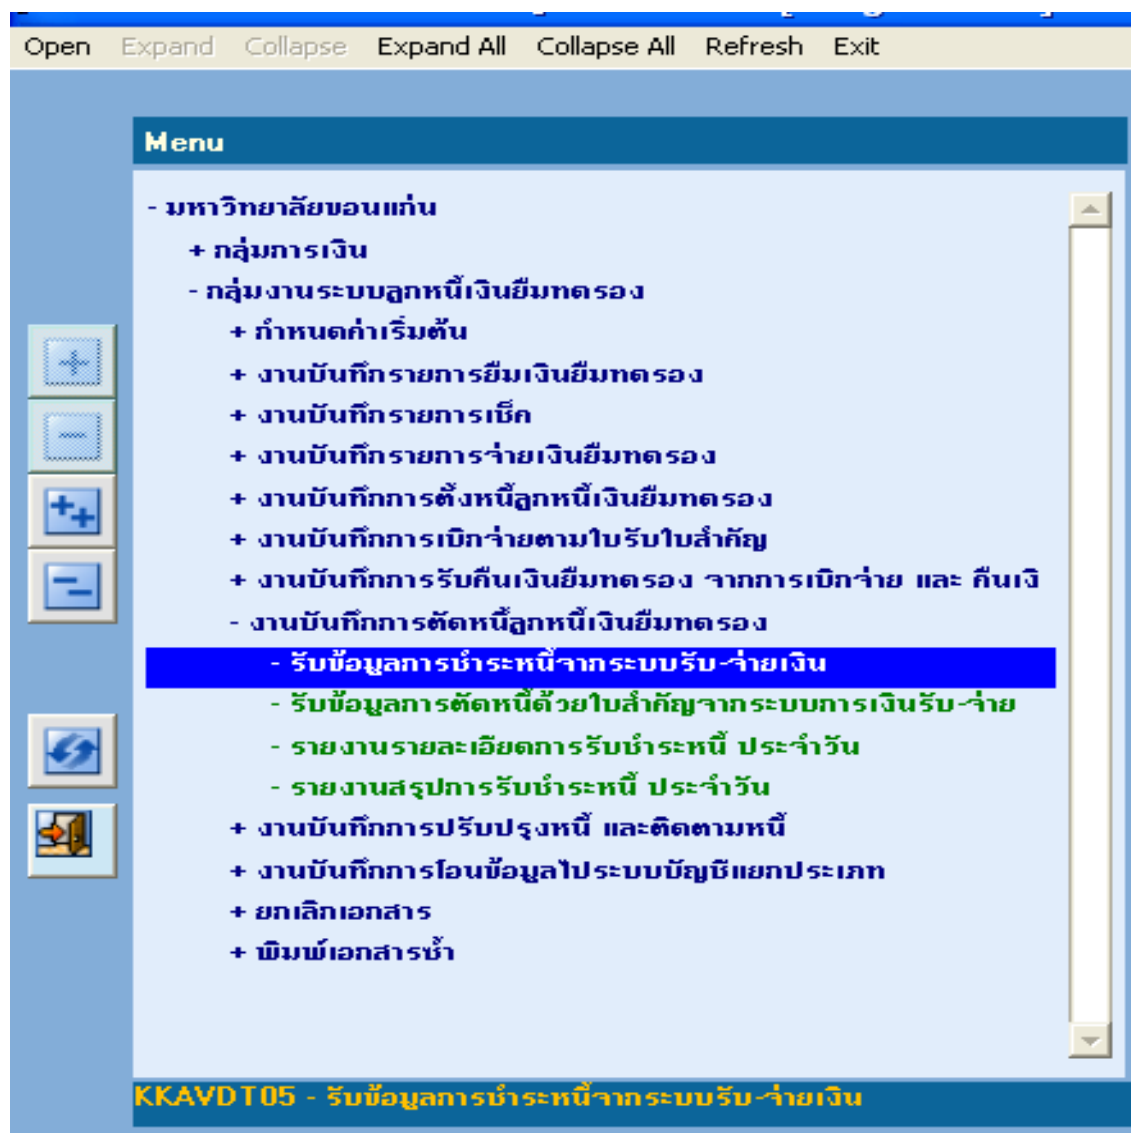 Open Expand Collapse Expand All Collapse All Refresh Exit
Menu
- มหาวิทยาลัยขอนแก่น
+ กลุ่มการเงิน
- กลุ่มงานระบบลูกหนี้เงินยืมทดรอง
+ กำหนดค่าเริ่มต้น
+ งานบันทึกรายการยืมเงินยืมทดรอง
+ งานบันทึกรายการเช็ค
+ งานบันทึกรายการจ่ายเงินยืมทดรอง
+ งานบันทึกการตั้งหนี้ลูกหนี้เงินยืมทดรอง
+ งานบันทึกการเบิกจ่ายตามใบรับใบสำคัญ
+ งานบันทึกการรับคืนเงินยืมทดรอง จากการเบิกจ่าย และ คืนเงิ
- งานบันทึกการตัดหนี้ลูกหนี้เงินยืมทดรอง
- รับข้อมูลการชำระหนี้จากระบบรับ-จ่ายเงิน
- รับข้อมูลการตัดหนี้ด้วยใบสำคัญจากระบบการเงินรับ-จ่าย
- รายงานรายละเอียดการรับชำระหนี้ ประจำวัน
- รายงานสรุปการรับชำระหนี้ ประจำวัน
+ งานบันทึกการปรับปรุงหนี้ และติดตามหนี้
+ งานบันทึกการโอนข้อมูลไประบบบัญชีแยกประเภท
+ ยกเลิกเอกสาร
+ พิมพ์เอกสารซ้ำ
KKAVDT05 - รับข้อมูลการชำระหนี้จากระบบรับ-จ่ายเงิน